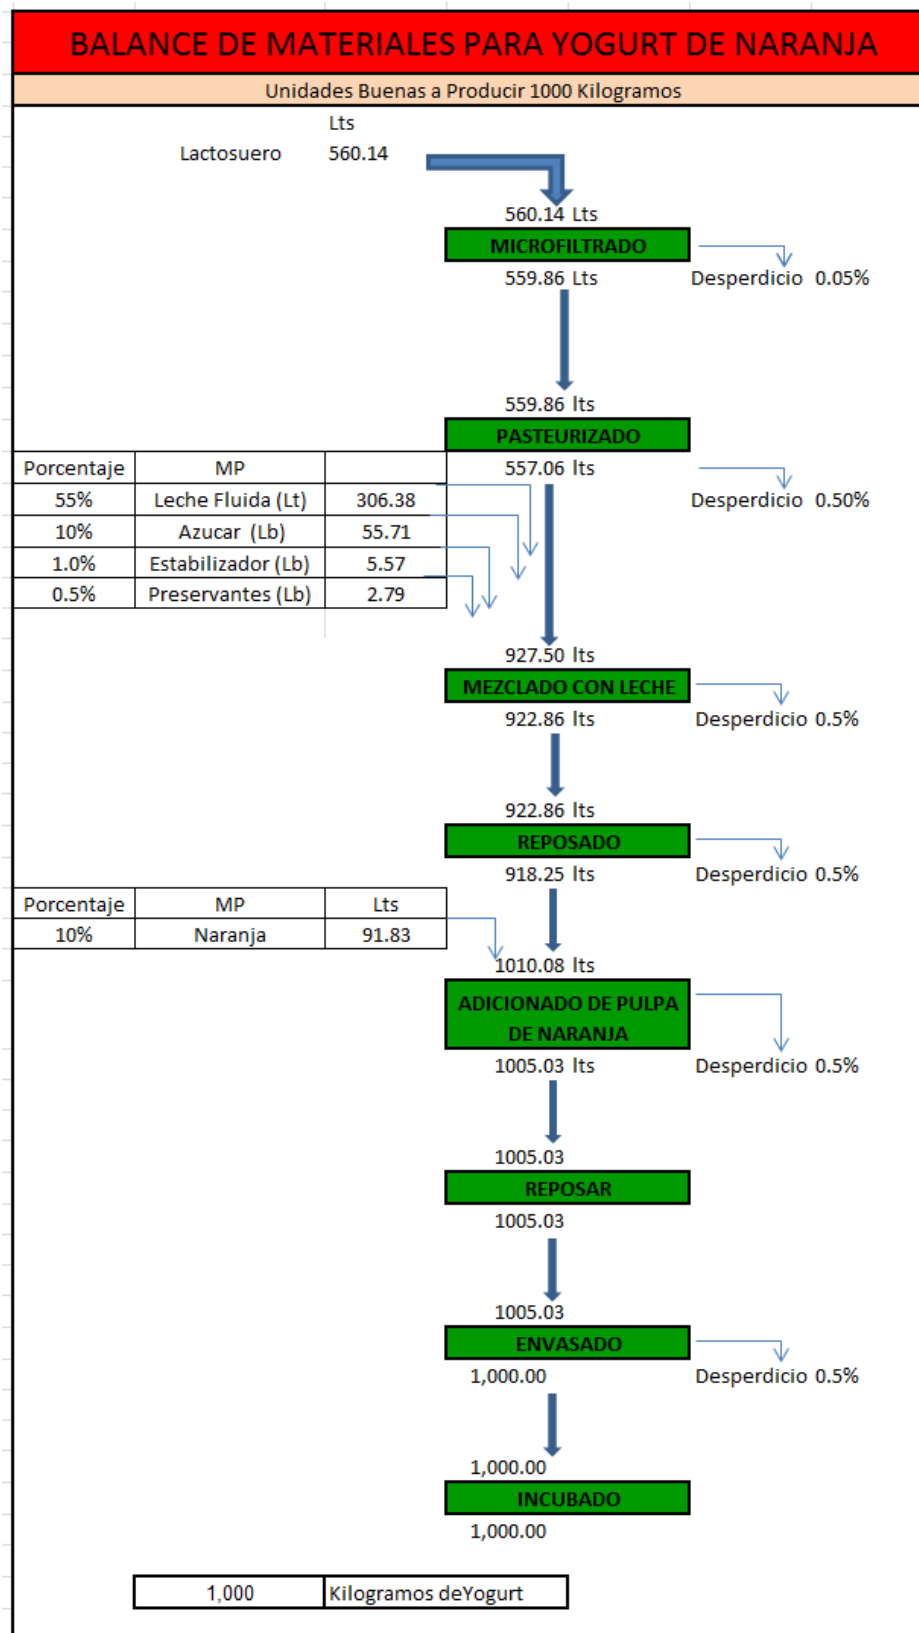 BALANCE DE MATERIALES PARA YOGURT DE NARANJA
Unidades Buenas a Producir 1000 Kilogramos
Lts
Lactosuero 560.14
560.14 Lts
MICROFILTRADO
559.86 Lts Desperdicio 0.05%
559.86 lts
PASTEURIZADO
Porcentaje MP 557.06 lts
55% Leche Fluida (Lt) 306.38 Desperdicio 0.50%
10% Azucar (Lb) 55.71
1.0% Estabilizador (Lb) 5.57
0.5% Preservantes (Lb) 2.79
927.50 lts
MEZCLADO CON LECHE
922.86 lts Desperdicio 0.5%
922.86 lts
REPOSADO
918.25 lts Desperdicio 0.5%
Porcentaje MP Lts
10% Naranja 91.83
1010.08 lts
ADICIONADO DE PULPA
DE NARANJA
1005.03 lts Desperdicio 0.5%
1005.03
REPOSAR
1005.03
1005.03
ENVASADO
1,000.00 Desperdicio 0.5%
1,000.00
INCUBADO
1,000.00
1,000 Kilogramos deYogurt